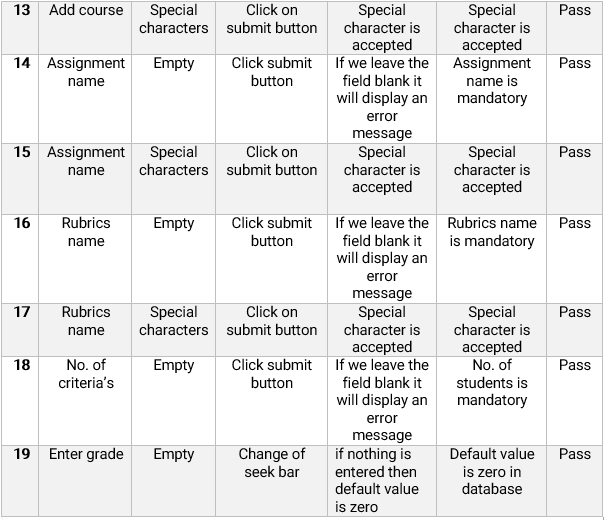 13 Add course Special characters Click on submit button Special character is accepted Special character is accepted Pass
14 Assignment name Empty Click submit button If we leave the field blank it will display an error message Assignment name is mandatory Pass
15 Assignment name Special characters Click on submit button Special character is accepted Special character is accepted Pass
16 Rubrics name Empty Click submit button If we leave the field blank it will display an error message Rubrics name is mandatory Pass
17 Rubrics name Special characters Click on submit button Special character is accepted Special character is accepted Pass
18 No. of criteria's Empty Click submit button If we leave the field blank it will display an error message No. of students is mandatory Pass
19 Enter grade Empty Change of seek bar if nothing is entered then default value is zero Default value is zero in database Pass